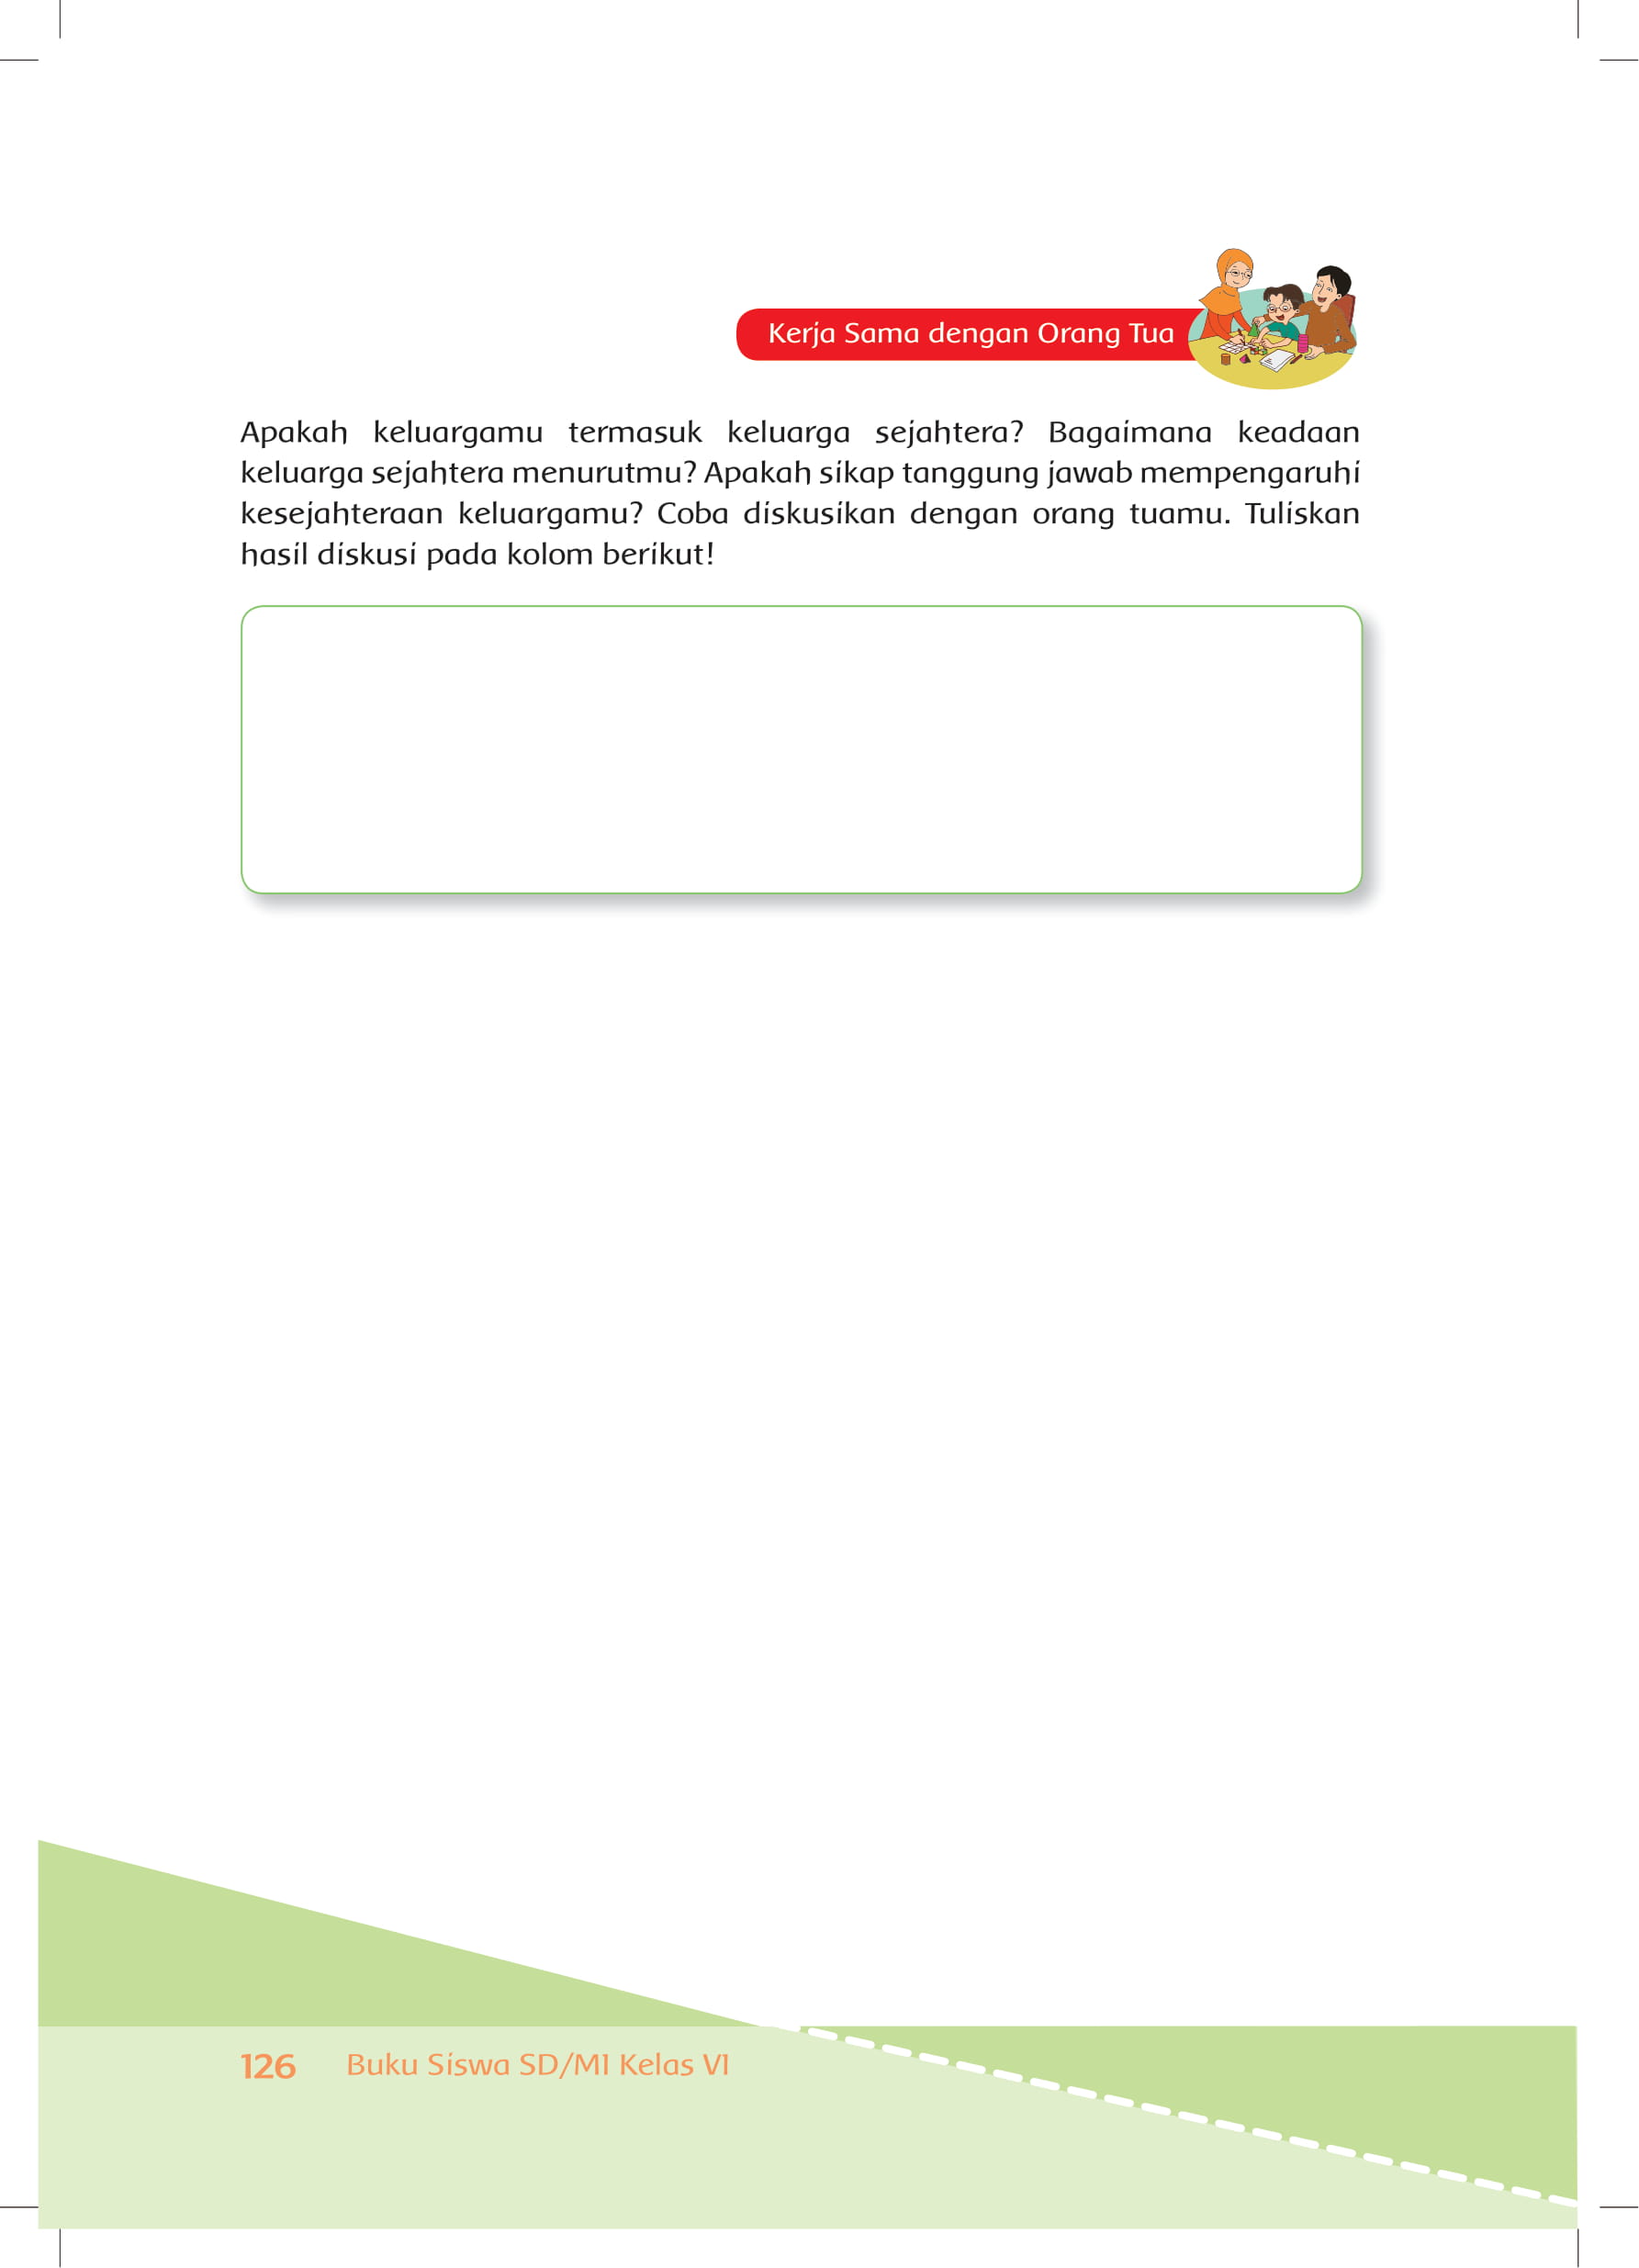 Kerja Sama dengan Orang Tua
Apakah keluargamu termasuk keluarga sejahtera? Bagaimana keadaan
keluarga sejahtera menurutmu? Apakah sikap tanggung jawab mempengaruhi
kesejahteraan keluargamu? Coba diskusikan dengan orang tuamu. Tuliskan
hasil diskusi pada kolom berikut!
126 Buku Siswa SD/MI Kelas VI